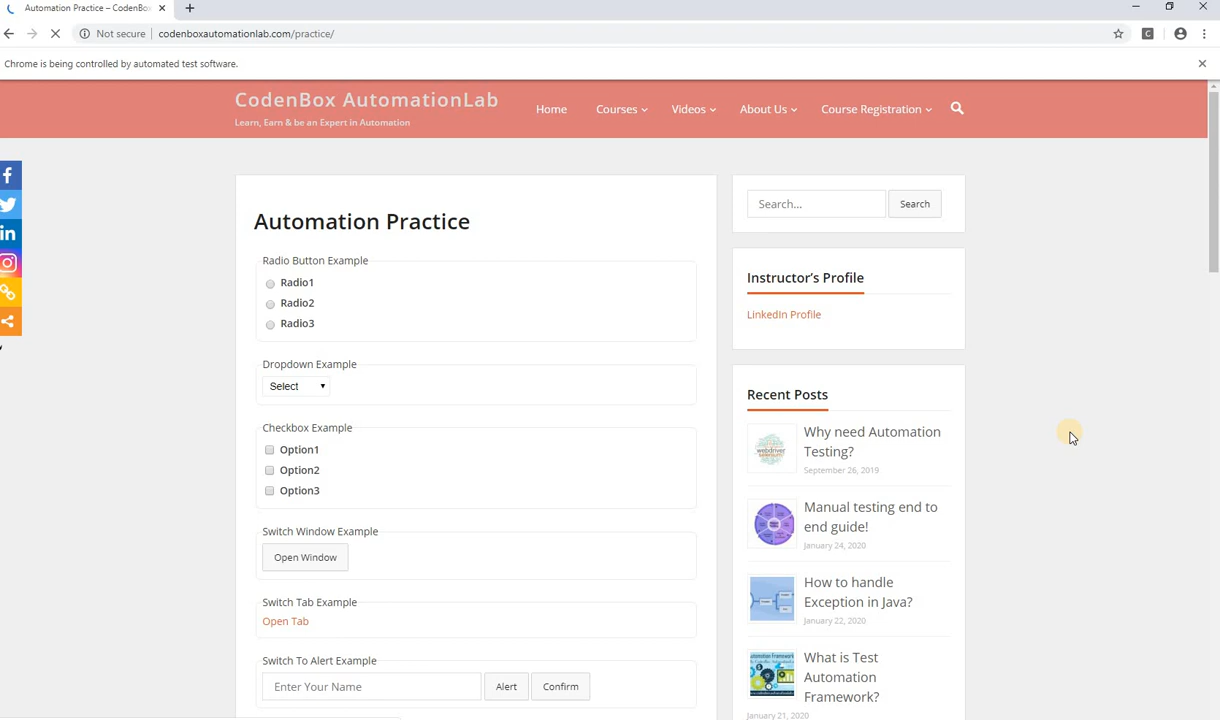 Automation Practice – CodenBo
Not secure
codenboxautomationlab.com/practice/
Chrome is being controlled by automated test software.
CodenBox AutomationLab
Learn, Earn & be an Expert in Automation
Home
Courses
Videos
About Us
Course Registration
Automation Practice
Radio Button Example
Radio1
Radio2
Radio3
Dropdown Example
Select
Checkbox Example
Option1
Option2
Option3
Switch Window Example
Open Window
Switch Tab Example
Open Tab
Switch To Alert Example
Enter Your Name
Alert
Confirm
Search...
Search
Instructor's Profile
LinkedIn Profile
Recent Posts
Why need Automation
Testing?
September 26, 2019
Manual testing end to
end guide!
January 24, 2020
How to handle
Exception in Java?
January 22, 2020
What is Test
Automation
Framework?
January 21, 2020